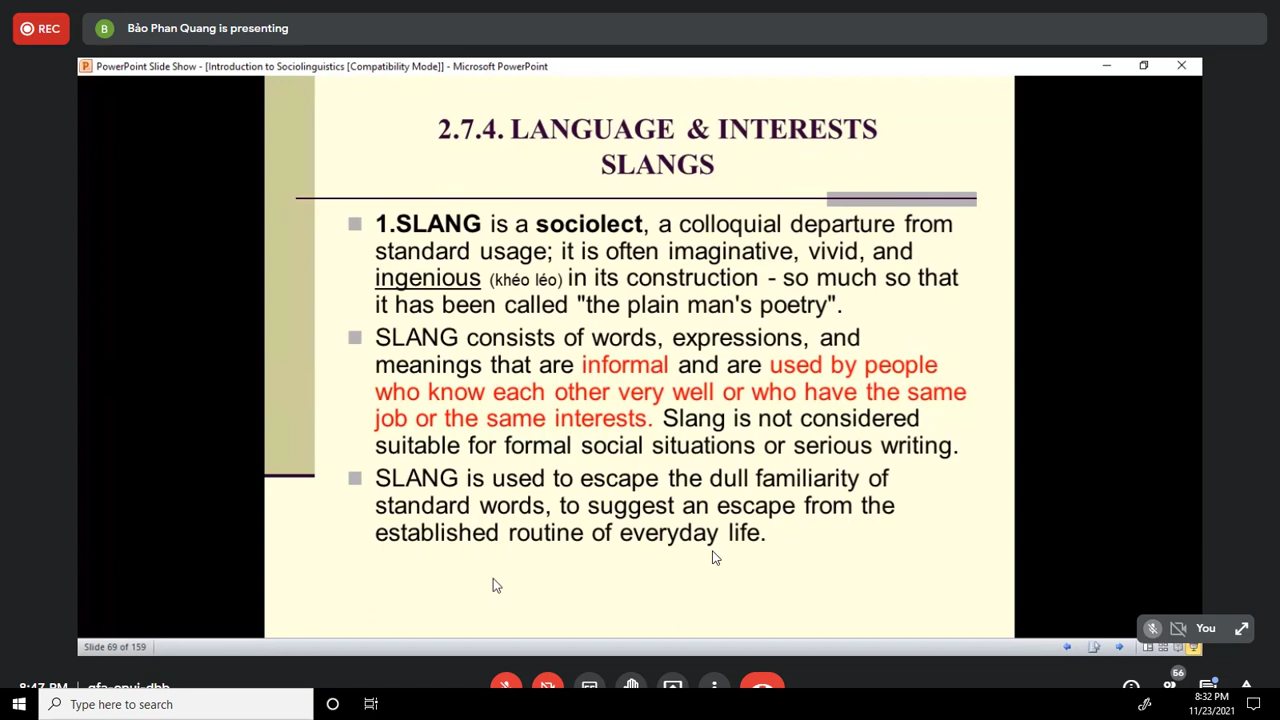 REC
B
Bảo Phan Quang is presenting
PowerPoint Slide Show - [Introduction to Sociolinguistics [Compatibility Mode]] - Microsoft PowerPoint
2.7.4. LANGUAGE & INTERESTS
SLANGS
1.SLANG is a sociolect, a colloquial departure from
standard usage; it is often imaginative, vivid, and
ingenious (khéo léo) in its construction - so much so that
it has been called "the plain man's poetry".
SLANG consists of words, expressions, and
meanings that are informal and are used by people
who know each other very well or who have the same
job or the same interests. Slang is not considered
suitable for formal social situations or serious writing.
SLANG is used to escape the dull familiarity of
standard words, to suggest an escape from the
established routine of everyday life.
You
Slide 69 of 159
56
8:47 PM
Type here to search
8:32 PM
11/23/2021